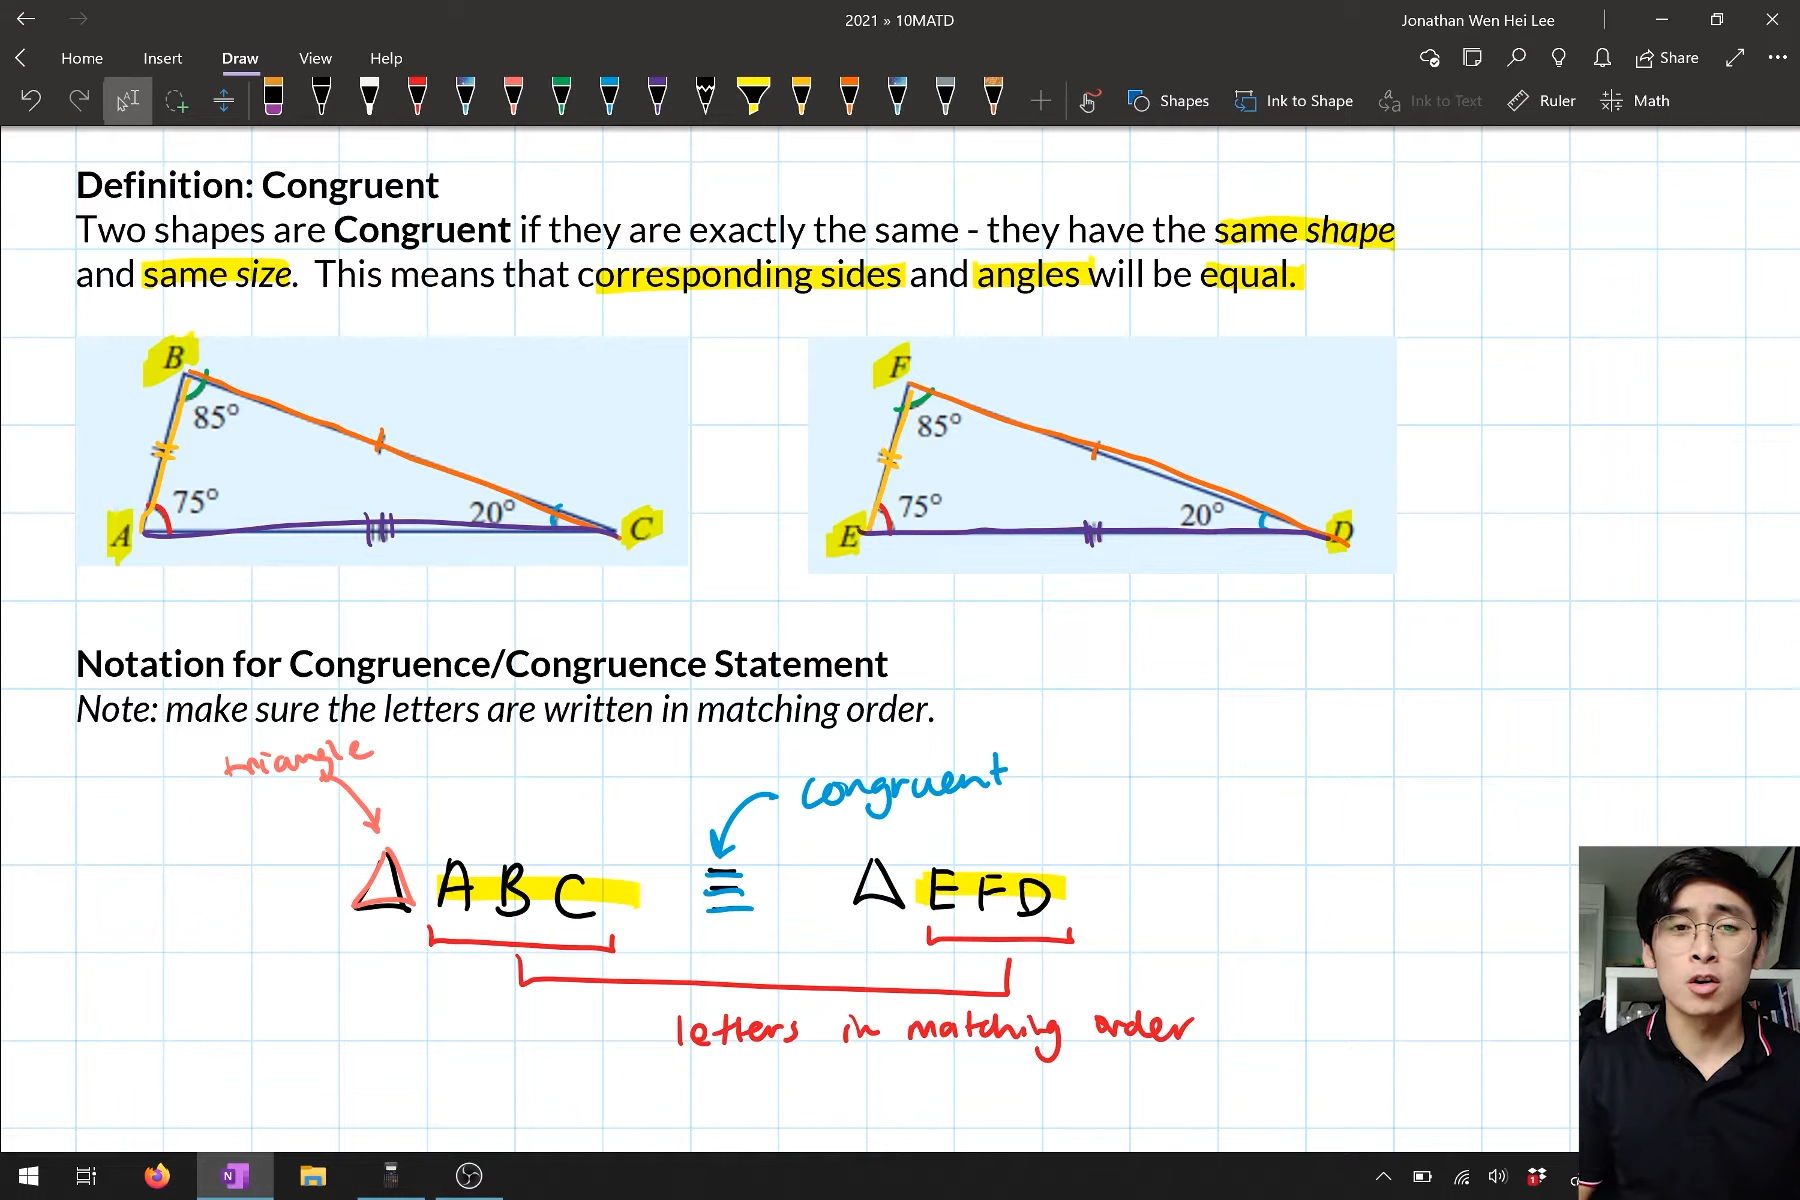 2021 » 10MATD
Jonathan Wen Hei Lee
Home Insert Draw View Help
Share
Shapes Ink to Shape Ink to Text Ruler Math
Definition: Congruent
Two shapes are Congruent if they are exactly the same - they have the same shape
and same size. This means that corresponding sides and angles will be equal.
B
85°
75°
20°
A
C
F
85°
75°
20°
E
D
Notation for Congruence/Congruence Statement
Note: make sure the letters are written in matching order.
triangle
congruent
△ ABC ≡ △ EFD
letters in matching order